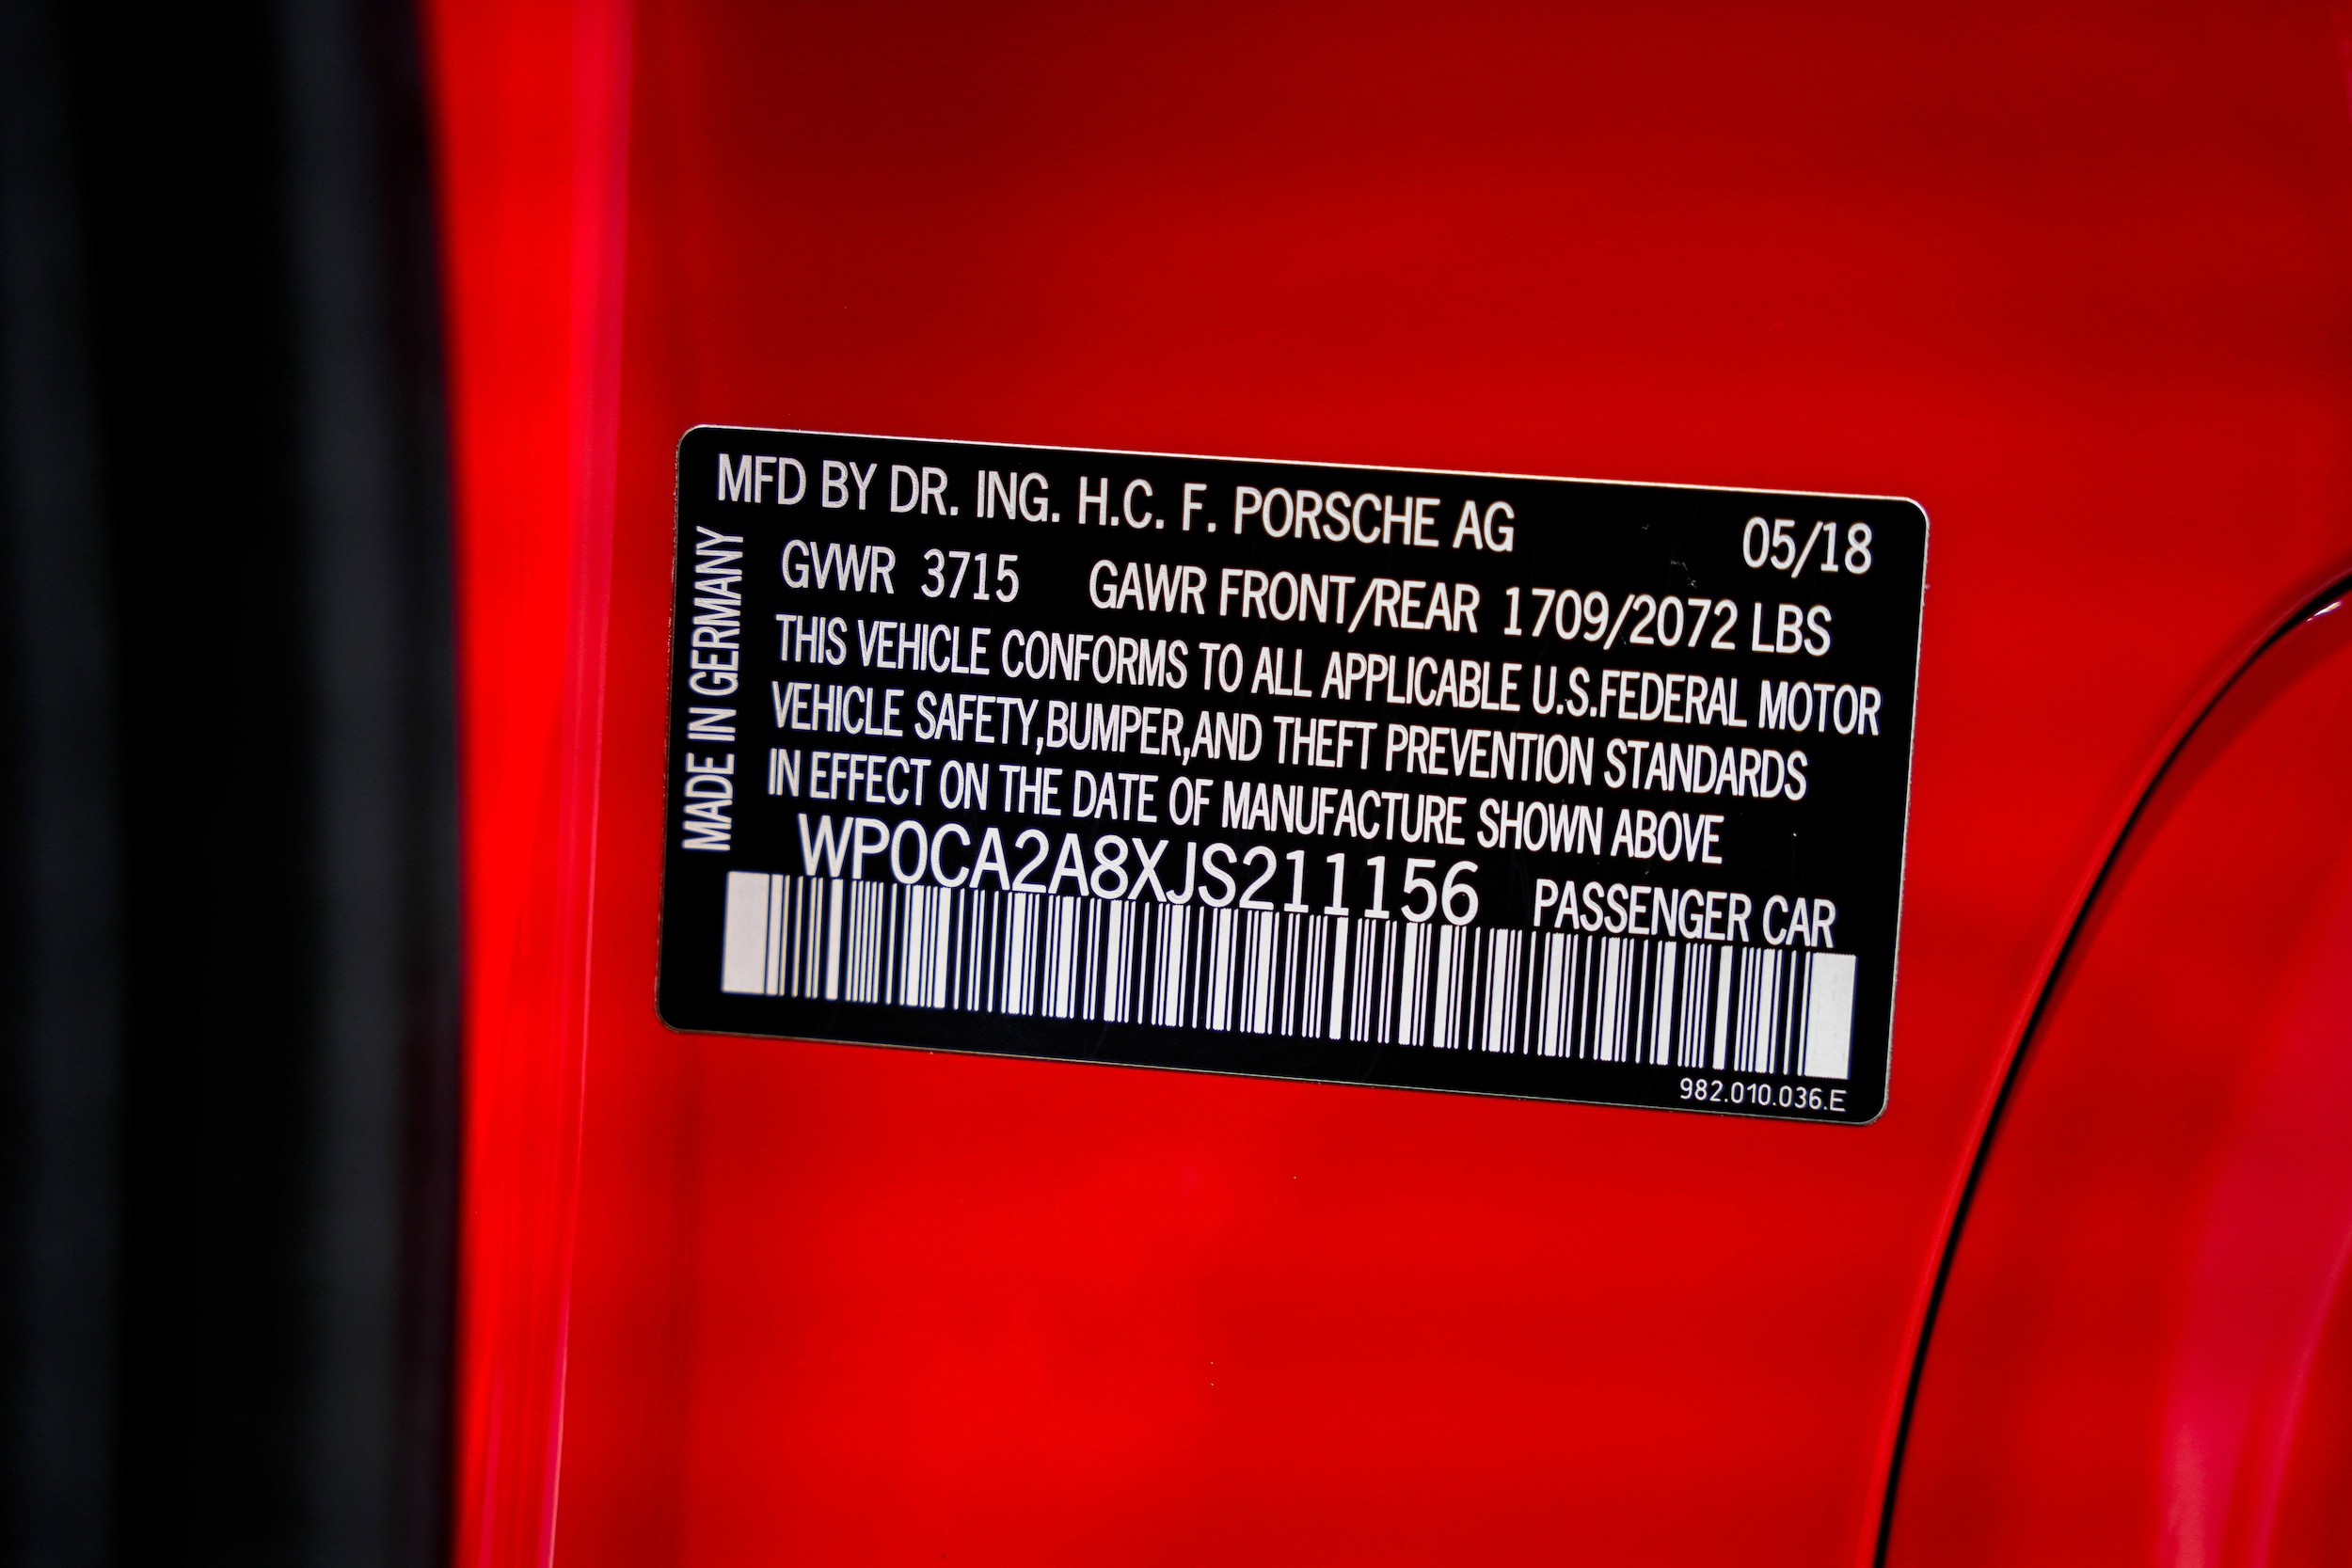 MFD BY DR. ING. H.C. F. PORSCHE AG 05/18
MADE IN GERMANY
GVWR 3715 GAWR FRONT/REAR 1709/2072 LBS
THIS VEHICLE CONFORMS TO ALL APPLICABLE U.S.FEDERAL MOTOR
VEHICLE SAFETY,BUMPER,AND THEFT PREVENTION STANDARDS
IN EFFECT ON THE DATE OF MANUFACTURE SHOWN ABOVE
WP0CA2A8XJS211156 PASSENGER CAR
982.010.036.E